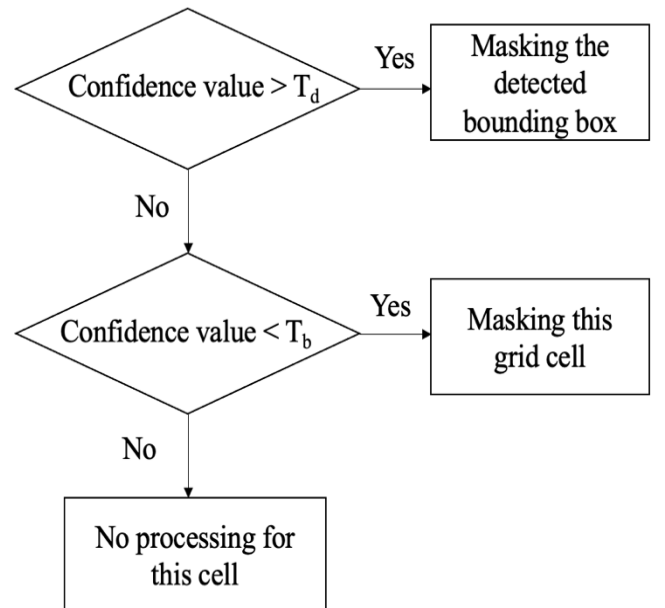 Confidence value > T_d
Yes
Masking the
detected
bounding box
No
Confidence value < T_b
Yes
Masking this
grid cell
No
No processing for
this cell